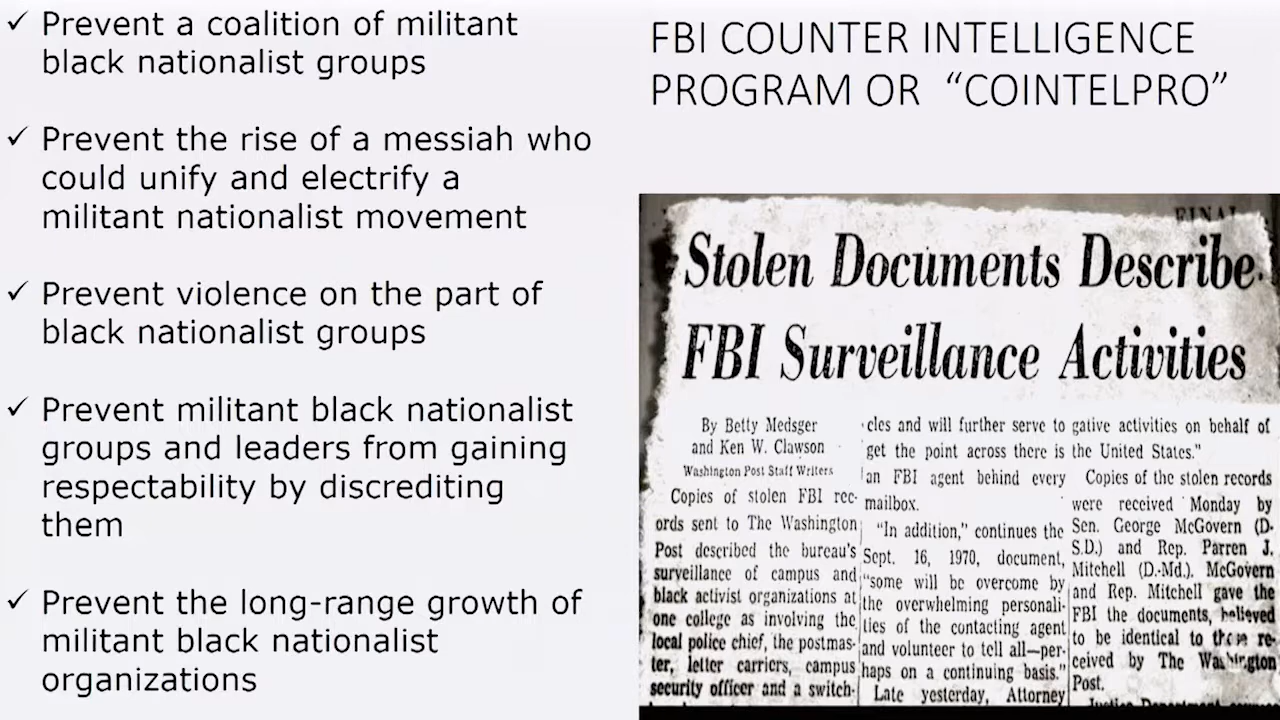 ✓ Prevent a coalition of militant
black nationalist groups
✓ Prevent the rise of a messiah who
could unify and electrify a
militant nationalist movement
✓ Prevent violence on the part of
black nationalist groups
✓ Prevent militant black nationalist
groups and leaders from gaining
respectability by discrediting
them
✓ Prevent the long-range growth of
militant black nationalist
organizations
FBI COUNTER INTELLIGENCE
PROGRAM OR “COINTELPRO”
FINAL
Stolen Documents Describe
FBI Surveillance Activities
By Betty Medsger
and Ken W. Clawson
Washington Post Staff Writers
Copies of stolen FBI rec-
ords sent to The Washington
Post described the bureau's
surveillance of campus and
black activist organizations at
one college as involving the
local police chief, the postmas-
ter, letter carriers, campus
security officer and a switch-
cles and will further serve to
get the point across there is
an FBI agent behind every
mailbox.
"In addition," continues the
Sept. 16, 1970, document,
"some will be overcome by
the overwhelming personali-
ties of the contacting agent
and volunteer to tell all—per-
haps on a continuing basis."
Late yesterday, Attorney
gative activities on behalf of
the United States."
Copies of the stolen records
were received Monday by
Sen. George McGovern (D-
S.D.) and Rep. Parren J.
Mitchell (D.-Md.). McGovern
and Rep. Mitchell gave the
FBI the documents, believed
to be identical to those re-
ceived by The Washington
Post.
Justice Department